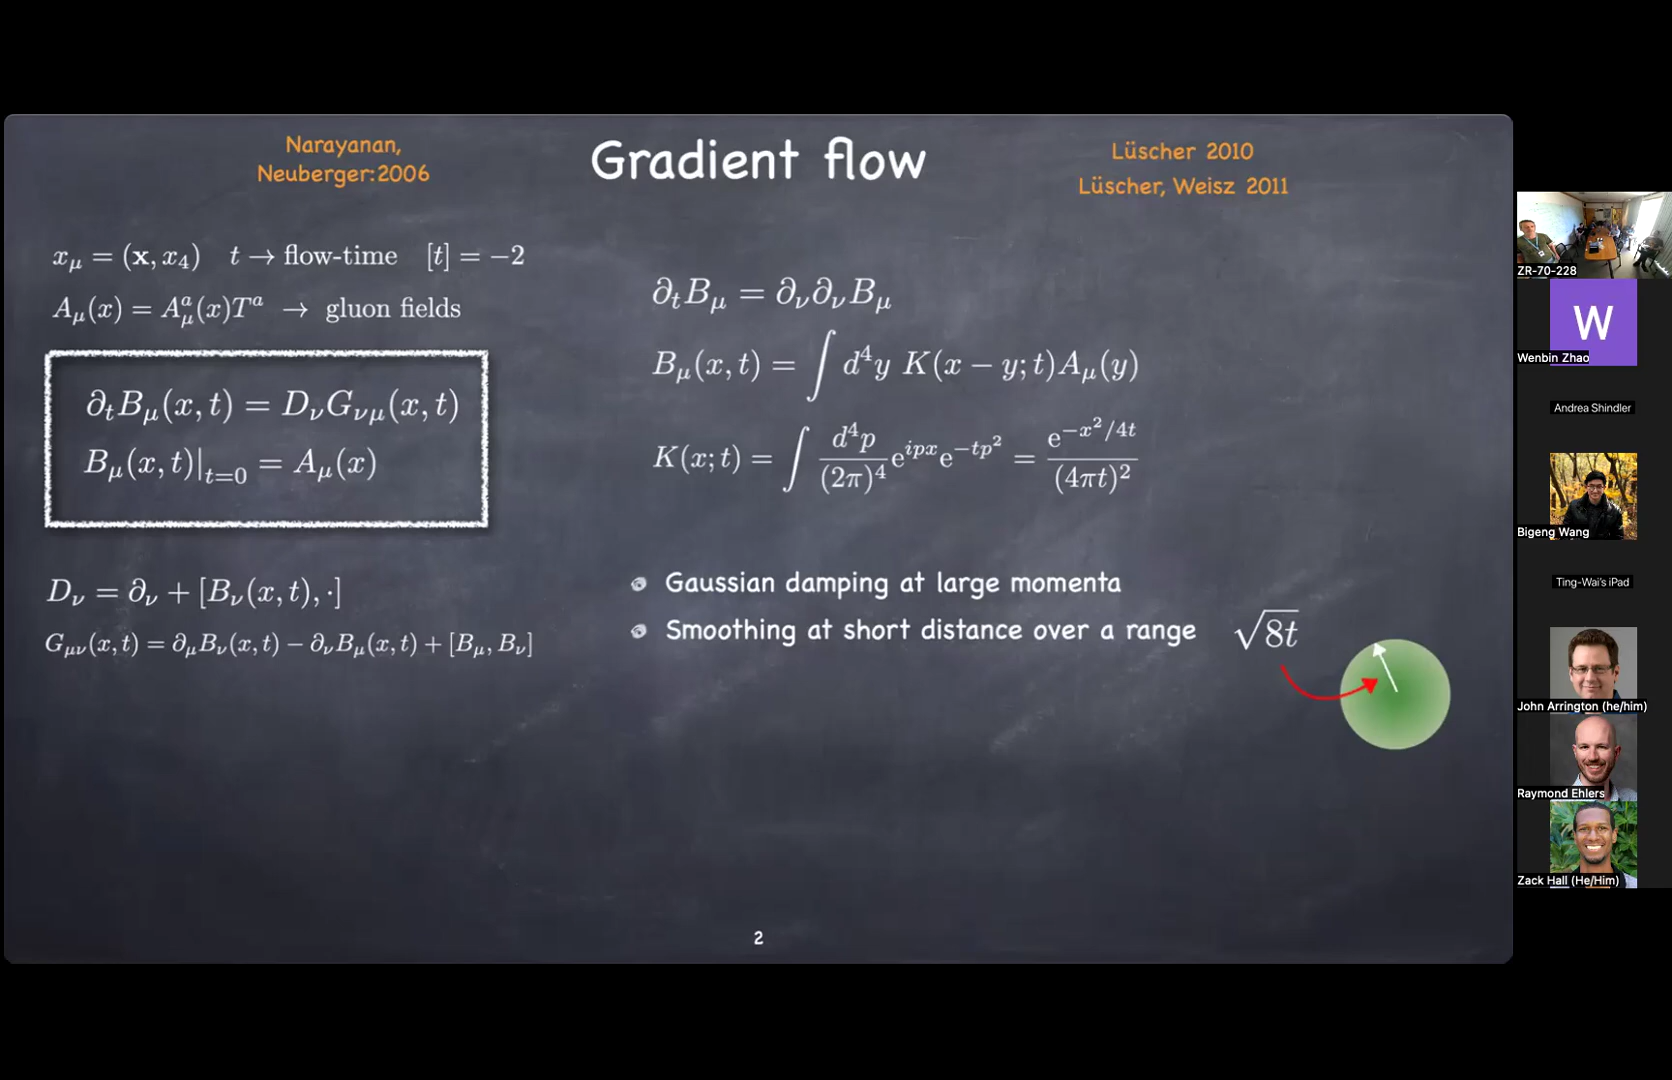 Narayanan,
Neuberger:2006
Gradient flow
Lüscher 2010
Lüscher, Weisz 2011
x_μ = (𝐱, x_4)   t → flow-time   [t] = −2
A_μ(x) = A^a_μ(x)T^a → gluon fields
∂_t B_μ(x, t) = D_ν G_νμ(x, t)
B_μ(x, t)|_{t=0} = A_μ(x)
D_ν = ∂_ν + [B_ν(x, t), ·]
G_μν(x, t) = ∂_μ B_ν(x, t) − ∂_ν B_μ(x, t) + [B_μ, B_ν]
∂_t B_μ = ∂_ν ∂_ν B_μ
B_μ(x, t) = ∫ d^4y K(x − y; t) A_μ(y)
K(x; t) = ∫ d^4p/(2π)^4 e^{ipx} e^{−tp^2} = e^{−x^2/4t}/(4πt)^2
Gaussian damping at large momenta
Smoothing at short distance over a range √8t
2
ZR-70-228
W
Wenbin Zhao
Andrea Shindler
Bigeng Wang
Ting-Wai's iPad
John Arrington (he/him)
Raymond Ehlers
Zack Hall (He/Him)